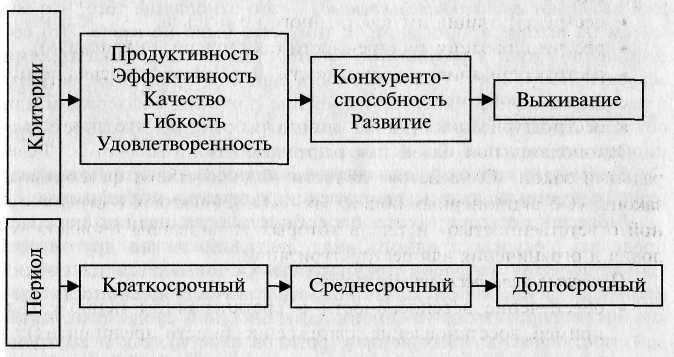 Критерии
Продуктивность
Эффективность
Качество
Гибкость
Удовлетворенность
Конкуренто-
способность
Развитие
Выживание
Период
Краткосрочный
Среднесрочный
Долгосрочный